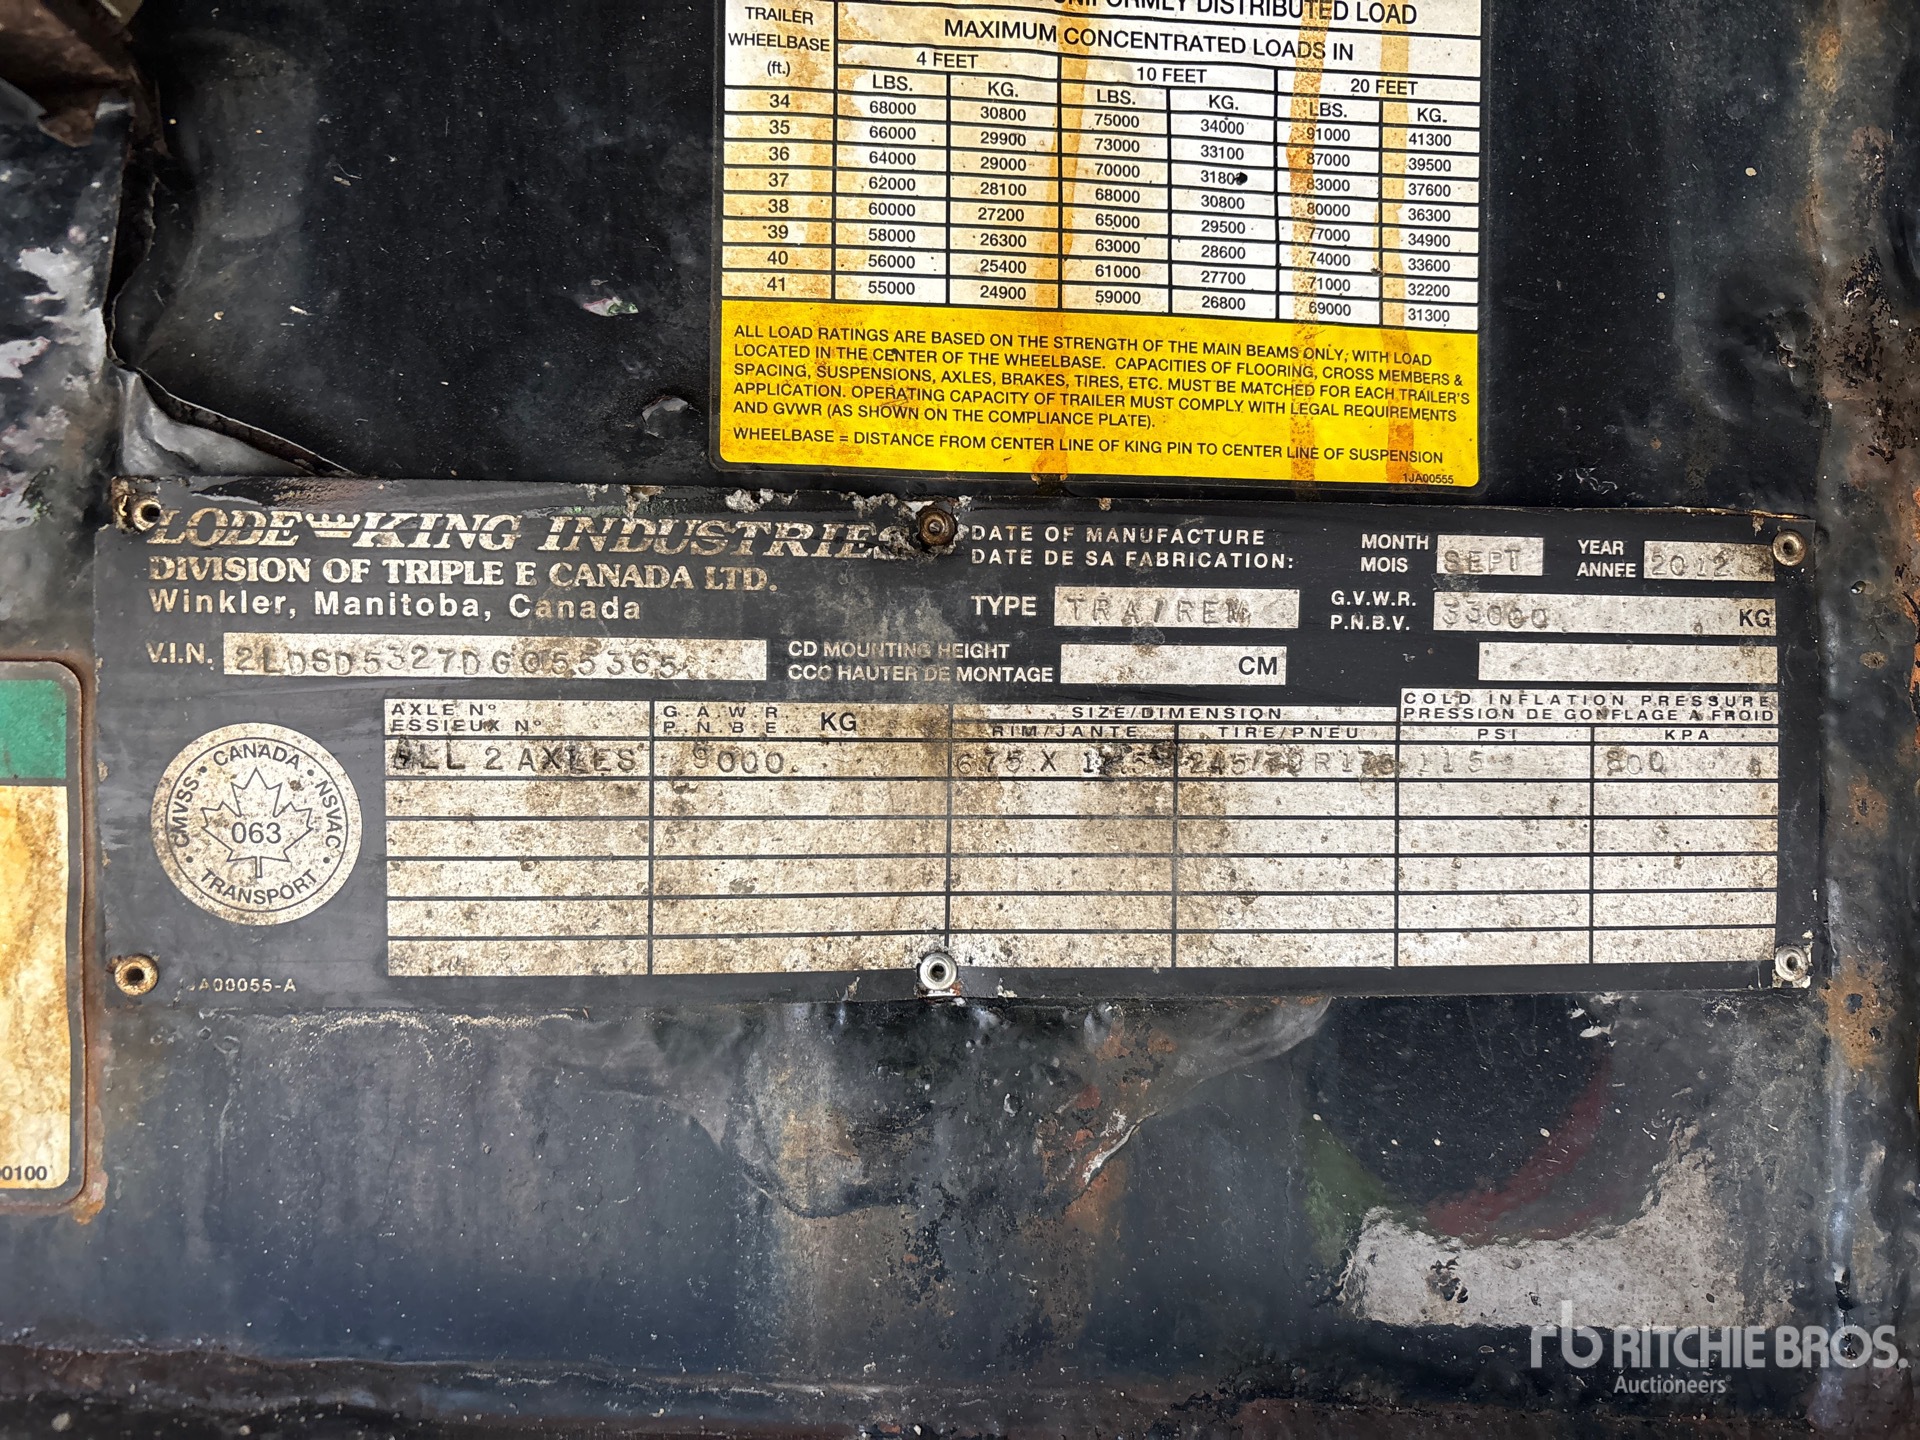 UNIFORMLY DISTRIBUTED LOAD
TRAILER WHEELBASE (ft.) MAXIMUM CONCENTRATED LOADS IN
4 FEET 10 FEET 20 FEET
LBS. KG. LBS. KG. LBS. KG.
34 68000 30800 75000 34000 91000 41300
35 66000 29900 73000 33100 87000 39500
36 64000 29000 70000 31800 83000 37600
37 62000 28100 68000 30800 80000 36300
38 60000 27200 65000 29500 77000 34900
39 58000 26300 63000 28600 74000 33600
40 56000 25400 61000 27700 71000 32200
41 55000 24900 59000 26800 69000 31300
ALL LOAD RATINGS ARE BASED ON THE STRENGTH OF THE MAIN BEAMS ONLY, WITH LOAD
LOCATED IN THE CENTER OF THE WHEELBASE. CAPACITIES OF FLOORING, CROSS MEMBERS &
SPACING, SUSPENSIONS, AXLES, BRAKES, TIRES, ETC. MUST BE MATCHED FOR EACH TRAILER'S
APPLICATION. OPERATING CAPACITY OF TRAILER MUST COMPLY WITH LEGAL REQUIREMENTS
AND GVWR (AS SHOWN ON THE COMPLIANCE PLATE).
WHEELBASE = DISTANCE FROM CENTER LINE OF KING PIN TO CENTER LINE OF SUSPENSION
1JA00555
LODE KING INDUSTRIES
DIVISION OF TRIPLE E CANADA LTD.
Winkler, Manitoba, Canada
DATE OF MANUFACTURE
DATE DE SA FABRICATION:
MONTH
MOIS
SEPT
YEAR
ANNEE
2012
TYPE TRA/REM
G.V.W.R.
P.N.B.V.
33000 KG
V.I.N. 2LDSD5327DG055365
CD MOUNTING HEIGHT
CCC HAUTER DE MONTAGE
CM
AXLE Nº
ESSIEUX Nº
G.A.W.R
P.N.B.E
KG
SIZE/DIMENSION
RIM/JANTE TIRE/PNEU
COLD INFLATION PRESSURE
PRESSION DE GONFLAGE A FROID
PSI KPA
ALL 2 AXLES 9000 115 800
CANADA · NSVAC · TRANSPORT · CMVSS
063
JA00055-A
00100
rb RITCHIE BROS.
Auctioneers